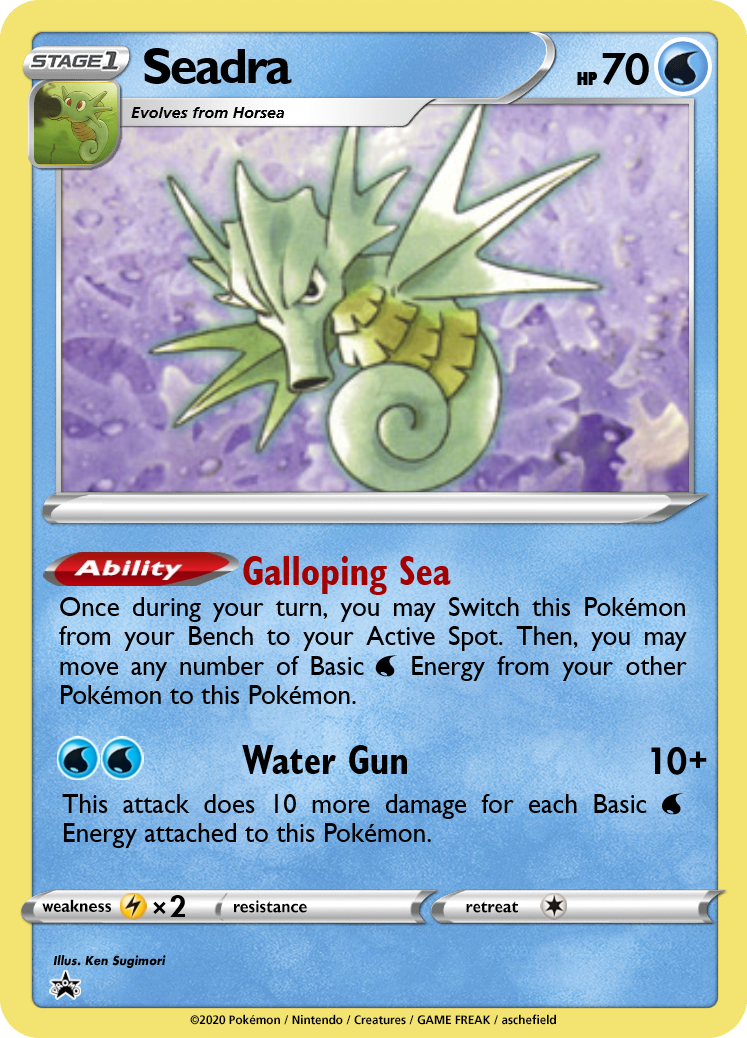 STAGE1
Seadra
HP 70
Evolves from Horsea
Ability Galloping Sea
Once during your turn, you may Switch this Pokémon
from your Bench to your Active Spot. Then, you may
move any number of Basic Energy from your other
Pokémon to this Pokémon.
Water Gun 10+
This attack does 10 more damage for each Basic
Energy attached to this Pokémon.
weakness ×2 resistance retreat
Illus. Ken Sugimori
PROMO
©2020 Pokémon / Nintendo / Creatures / GAME FREAK / aschefield